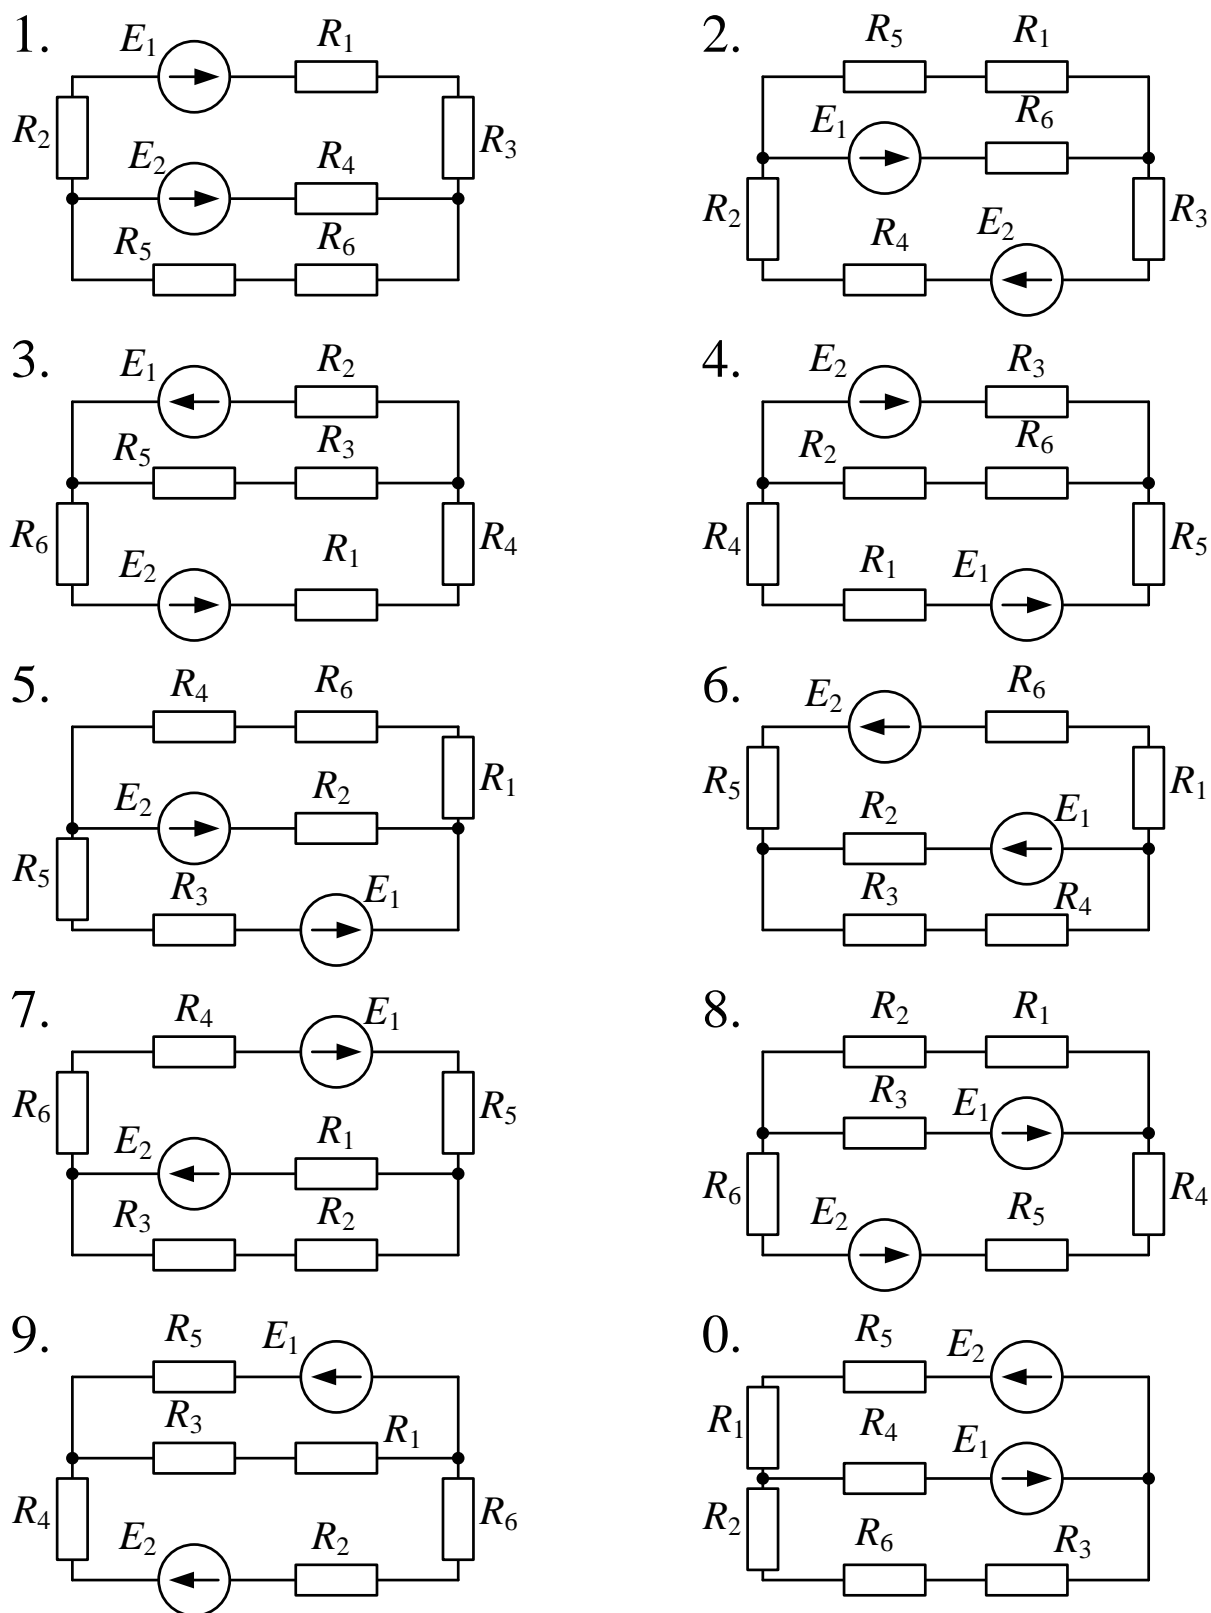 1. E1 R1
R2 R3
E2 R4
R5 R6
2. R5 R1
E1 R6
R2 R3
R4 E2
3. E1 R2
R5 R3
R6 R4
E2 R1
4. E2 R3
R2 R6
R4 R5
R1 E1
5. R4 R6
R1
E2 R2
R5
R3 E1
6. E2 R6
R5 R1
R2 E1
R3 R4
7. R4 E1
R6 R5
E2 R1
R3 R2
8. R2 R1
R3 E1
R6 R4
E2 R5
9. R5 E1
R3 R1
R4 R6
E2 R2
0. R5 E2
R1
R4 E1
R2
R6 R3